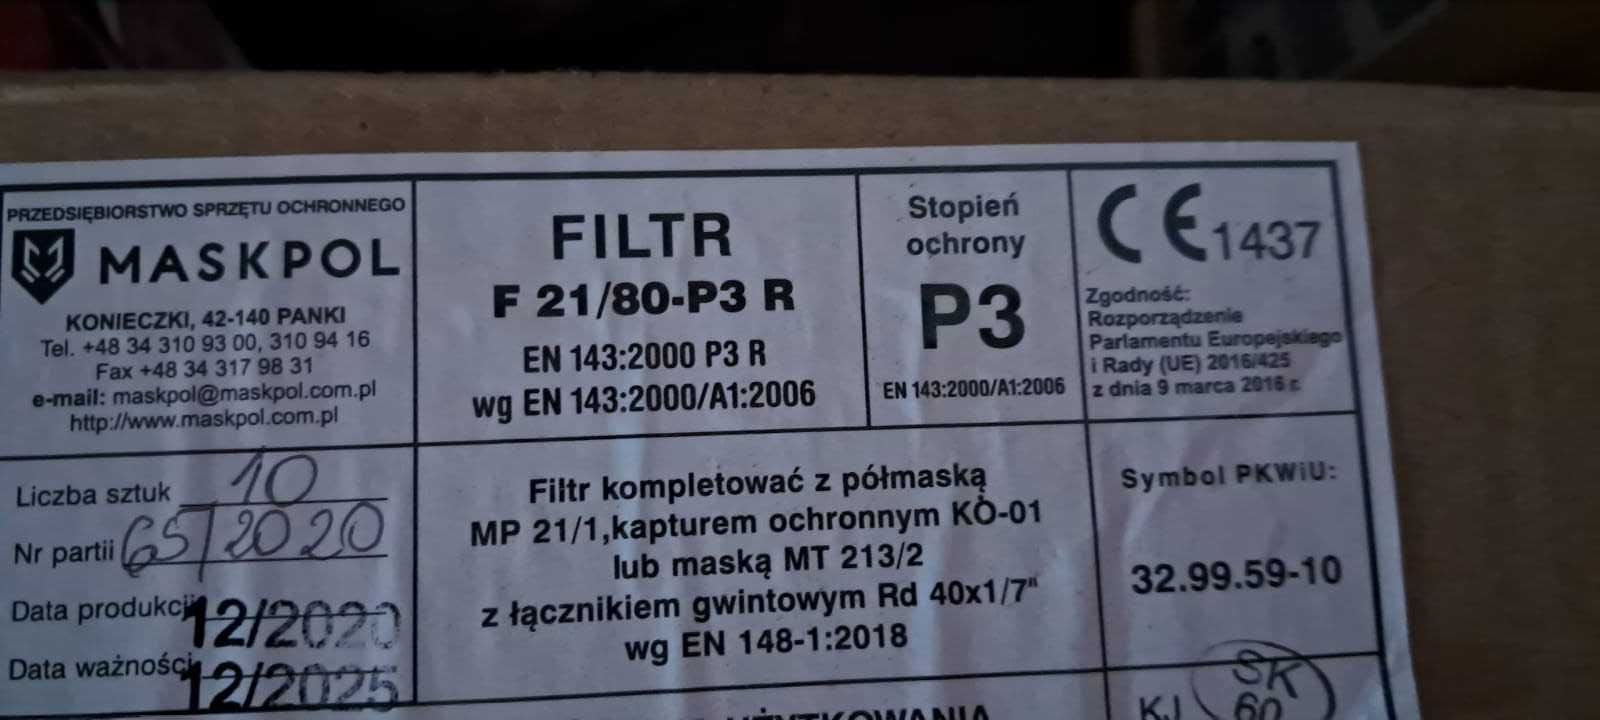 PRZEDSIĘBIORSTWO SPRZĘTU OCHRONNEGO
MASKPOL
KONIECZKI, 42-140 PANKI
Tel. +48 34 310 93 00, 310 94 16
Fax +48 34 317 98 31
e-mail: maskpol@maskpol.com.pl
http://www.maskpol.com.pl
FILTR
F 21/80-P3 R
EN 143:2000 P3 R
wg EN 143:2000/A1:2006
Stopień
ochrony
P3
EN 143:2000/A1:2006
CE 1437
Zgodność:
Rozporządzenie
Parlamentu Europejskiego
i Rady (UE) 2016/425
z dnia 9 marca 2016 r.
Liczba sztuk 10
Nr partii 65/2020
Data produkcji 12/2020
Data ważności 12/2025
Filtr kompletować z półmaską
MP 21/1,kapturem ochronnym KO-01
lub maską MT 213/2
z łącznikiem gwintowym Rd 40x1/7"
wg EN 148-1:2018
Symbol PKWiU:
32.99.59-10
KJ
SK
60